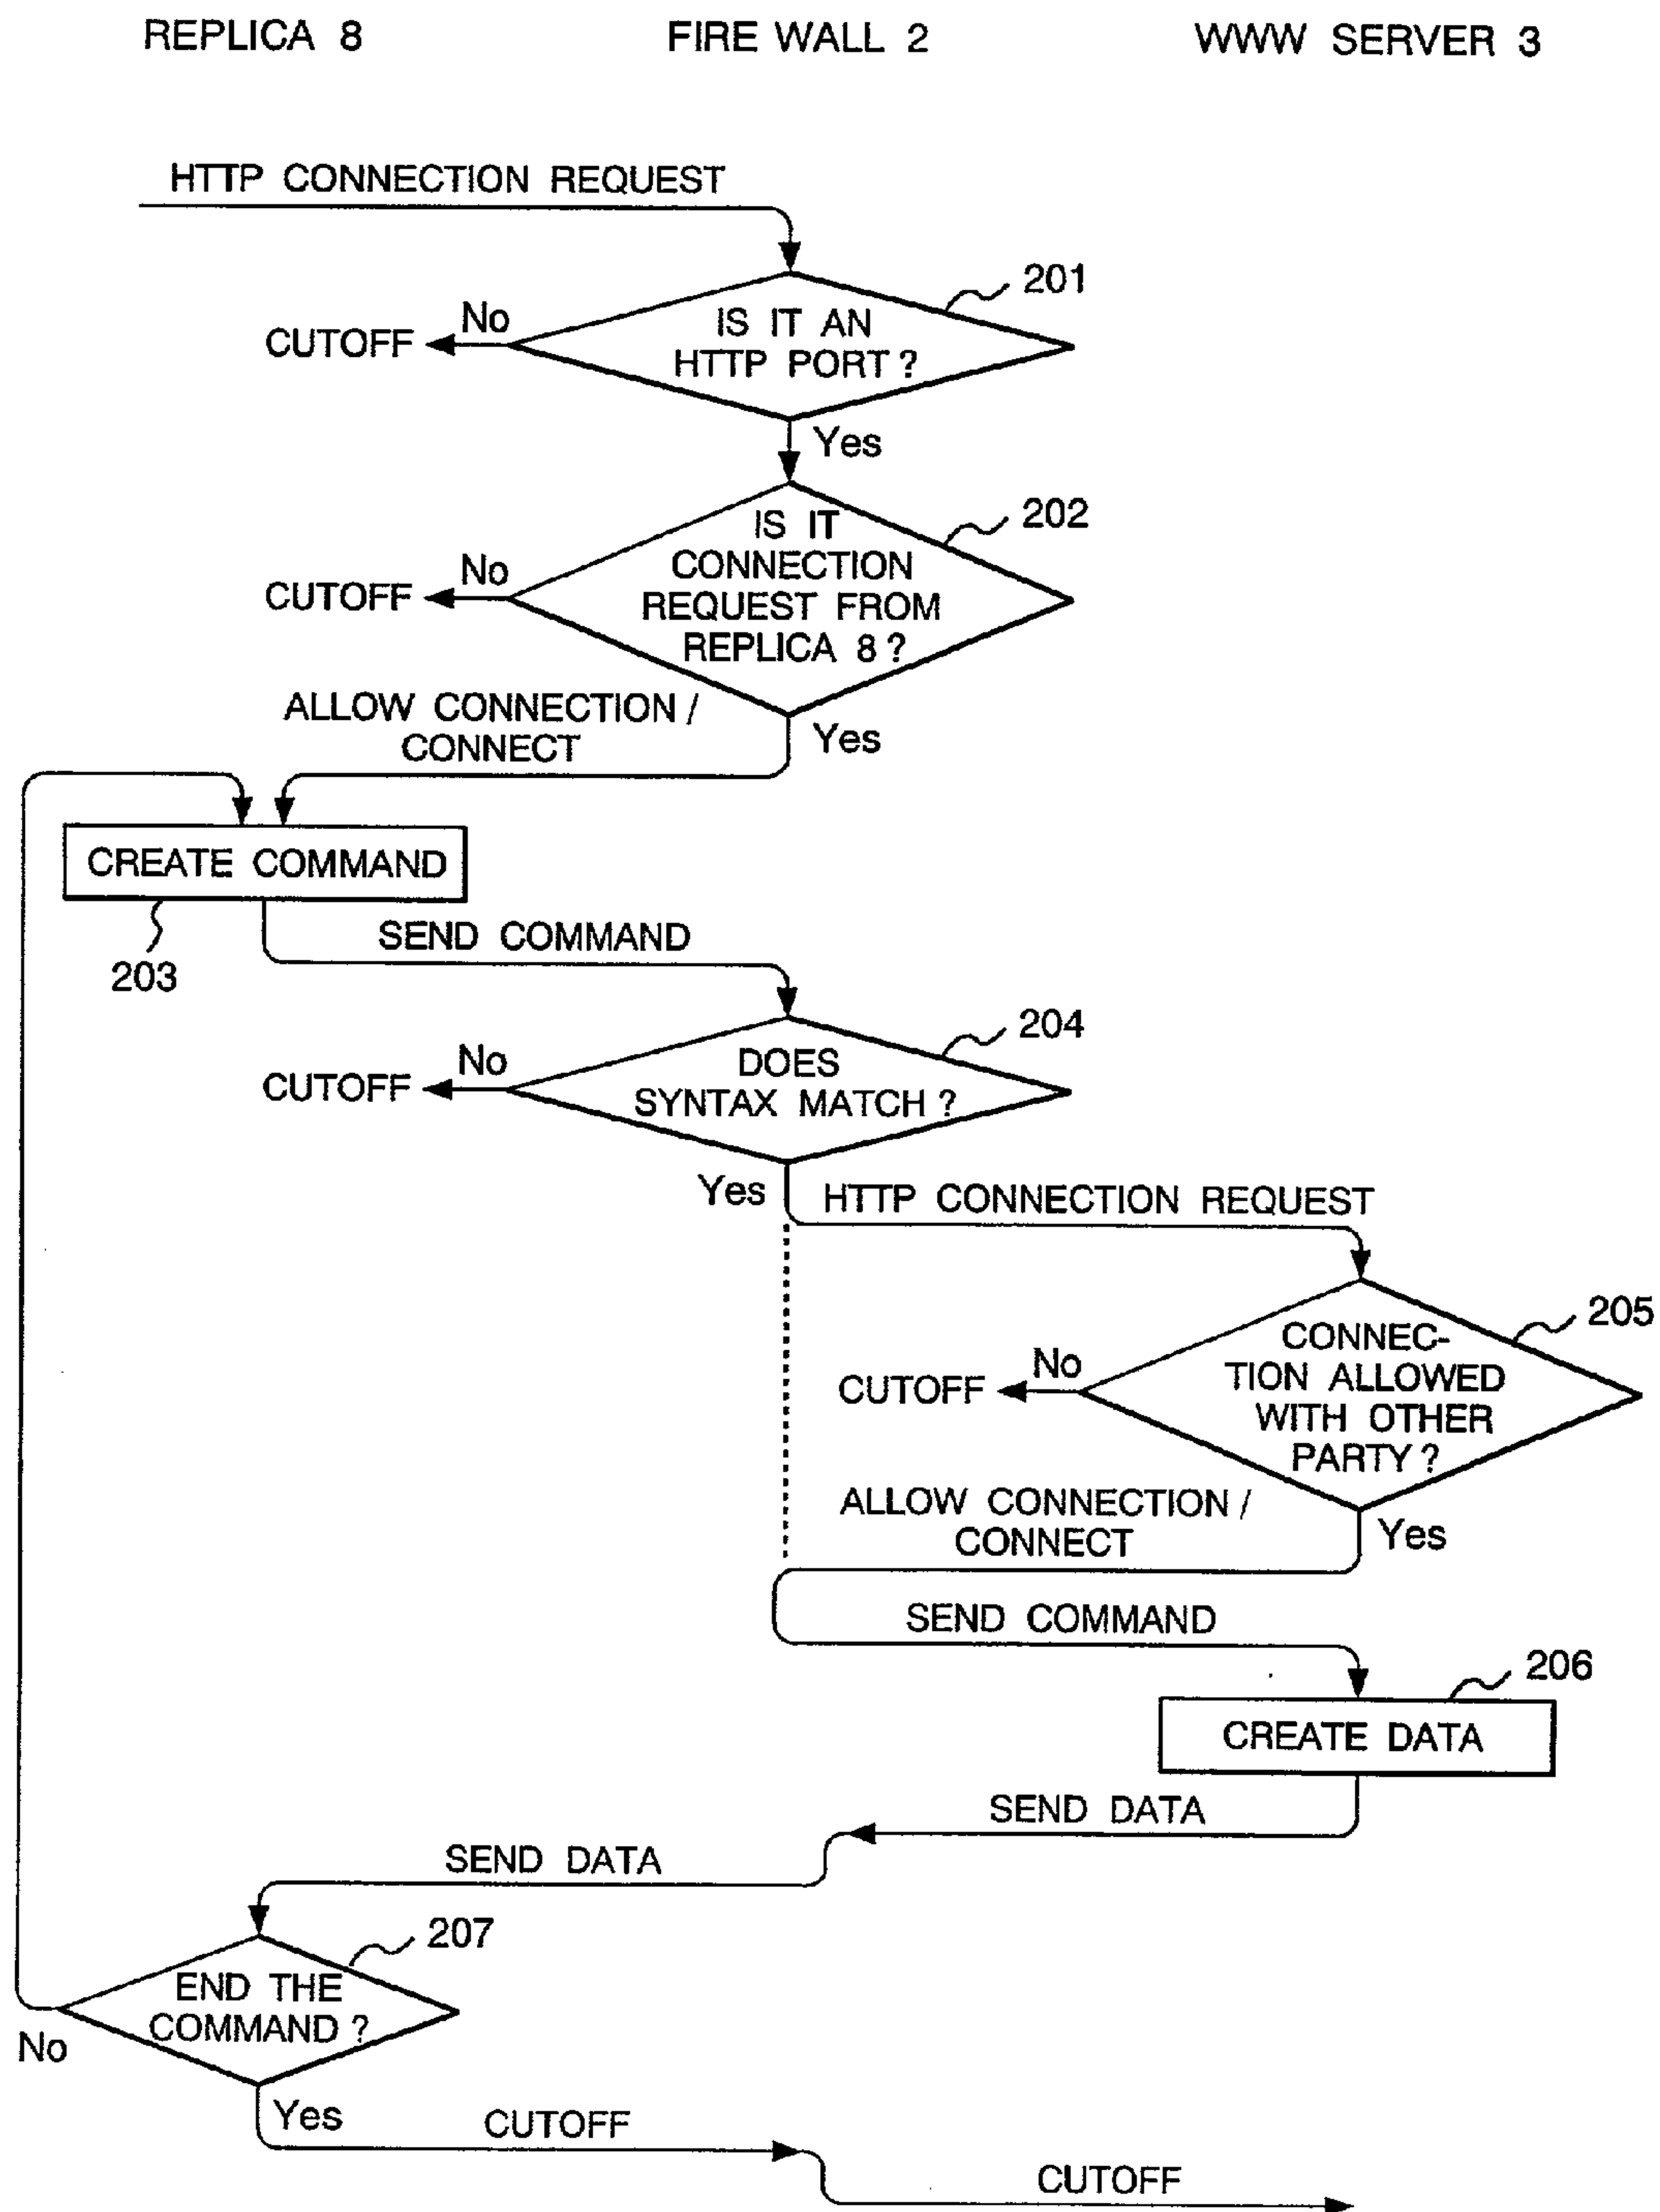 REPLICA 8
FIRE WALL 2
WWW SERVER 3
HTTP CONNECTION REQUEST
201
IS IT AN
HTTP PORT ?
No
CUTOFF
Yes
202
IS IT
CONNECTION
REQUEST FROM
REPLICA 8 ?
No
CUTOFF
ALLOW CONNECTION /
CONNECT
Yes
CREATE COMMAND
203
SEND COMMAND
204
DOES
SYNTAX MATCH ?
No
CUTOFF
Yes
HTTP CONNECTION REQUEST
205
CONNEC-
TION ALLOWED
WITH OTHER
PARTY ?
No
CUTOFF
ALLOW CONNECTION /
CONNECT
Yes
SEND COMMAND
206
CREATE DATA
SEND DATA
SEND DATA
207
END THE
COMMAND ?
No
Yes
CUTOFF
CUTOFF